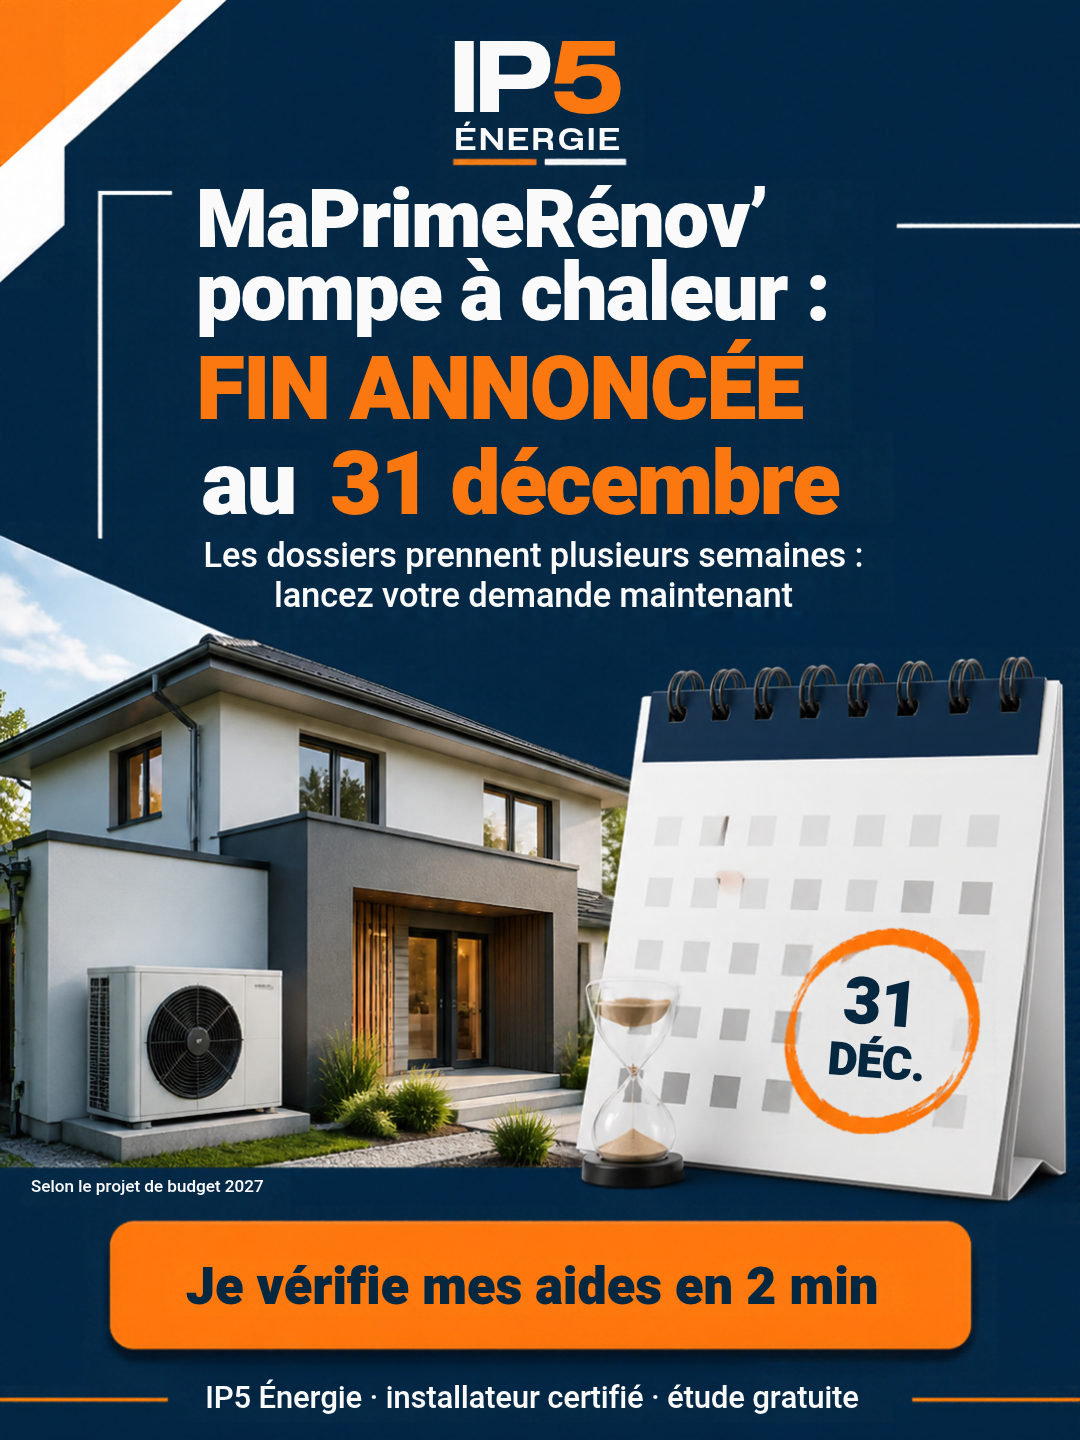 IP5
ÉNERGIE
MaPrimeRénov’
pompe à chaleur :
FIN ANNONCÉE
au 31 décembre
Les dossiers prennent plusieurs semaines :
lancez votre demande maintenant
31
DÉC.
Selon le projet de budget 2027
Je vérifie mes aides en 2 min
IP5 Énergie · installateur certifié · étude gratuite